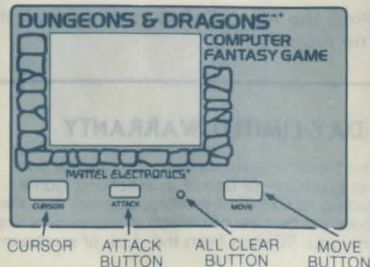 DUNGEONS & DRAGONS™
COMPUTER
FANTASY GAME
MATTEL ELECTRONICS®
CURSOR
ATTACK
MOVE
CURSOR
ATTACK
BUTTON
ALL CLEAR
BUTTON
MOVE
BUTTON